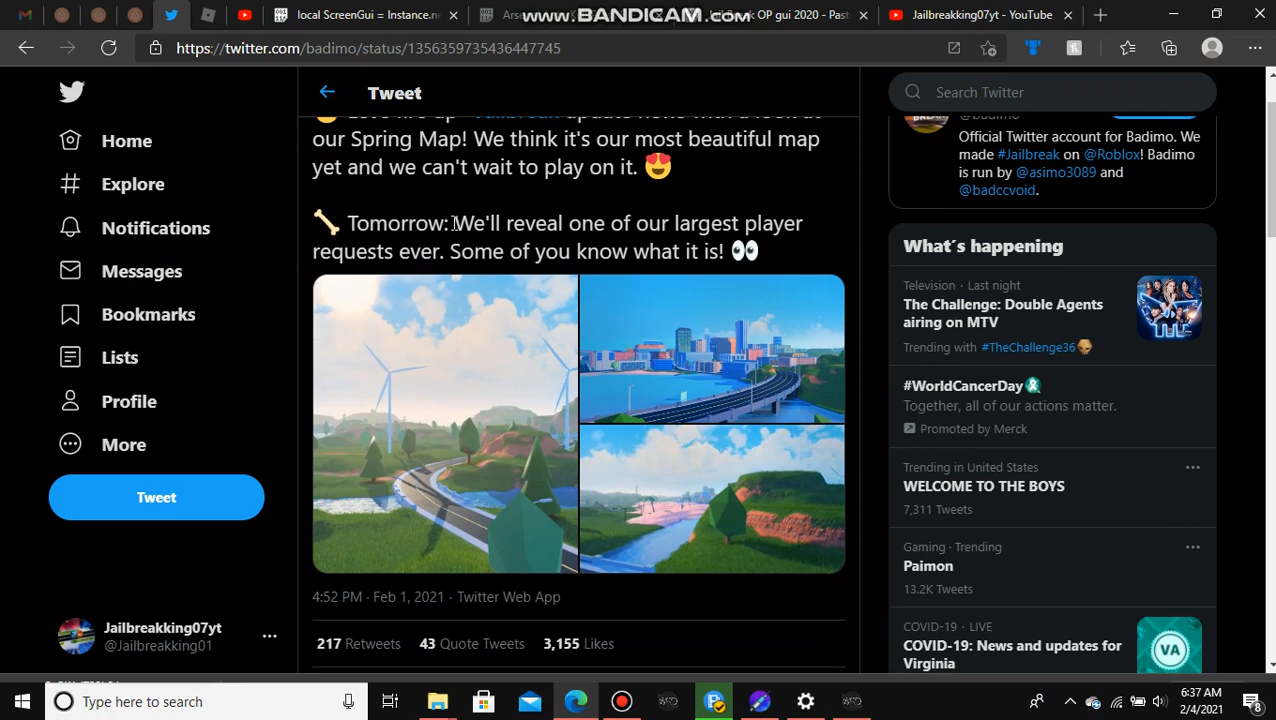 www.BANDICAM.com
local ScreenGui = Instance.n
Arse
OP gui 2020 - Past
Jailbreakking07yt - YouTube
https://twitter.com/badimo/status/1356359735436447745
Tweet
Search Twitter
our Spring Map! We think it's our most beautiful map
yet and we can't wait to play on it. 😍
🦴 Tomorrow: We'll reveal one of our largest player
requests ever. Some of you know what it is! 👀
4:52 PM · Feb 1, 2021 · Twitter Web App
217 Retweets 43 Quote Tweets 3,155 Likes
Home
Explore
Notifications
Messages
Bookmarks
Lists
Profile
More
Tweet
Jailbreakking07yt
@Jailbreakking01
@badimo
Official Twitter account for Badimo. We
made #Jailbreak on @Roblox! Badimo
is run by @asimo3089 and
@badccvoid.
What's happening
Television · Last night
The Challenge: Double Agents
airing on MTV
Trending with #TheChallenge36
#WorldCancerDay
Together, all of our actions matter.
Promoted by Merck
Trending in United States
WELCOME TO THE BOYS
7,311 Tweets
Gaming · Trending
Paimon
13.2K Tweets
COVID-19 · LIVE
COVID-19: News and updates for
Virginia
VA
Type here to search
6:37 AM
2/4/2021
8